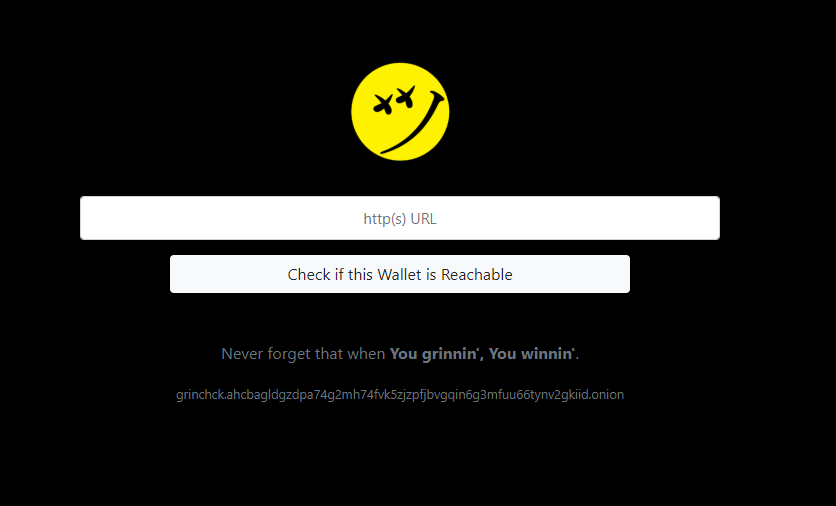 http(s) URL
Check if this Wallet is Reachable
Never forget that when You grinnin', You winnin'.
grinchck.ahcbagldgzdpa74g2mh74fvk5zjzpfjbvgqin6g3mfuu66tynv2gkiid.onion